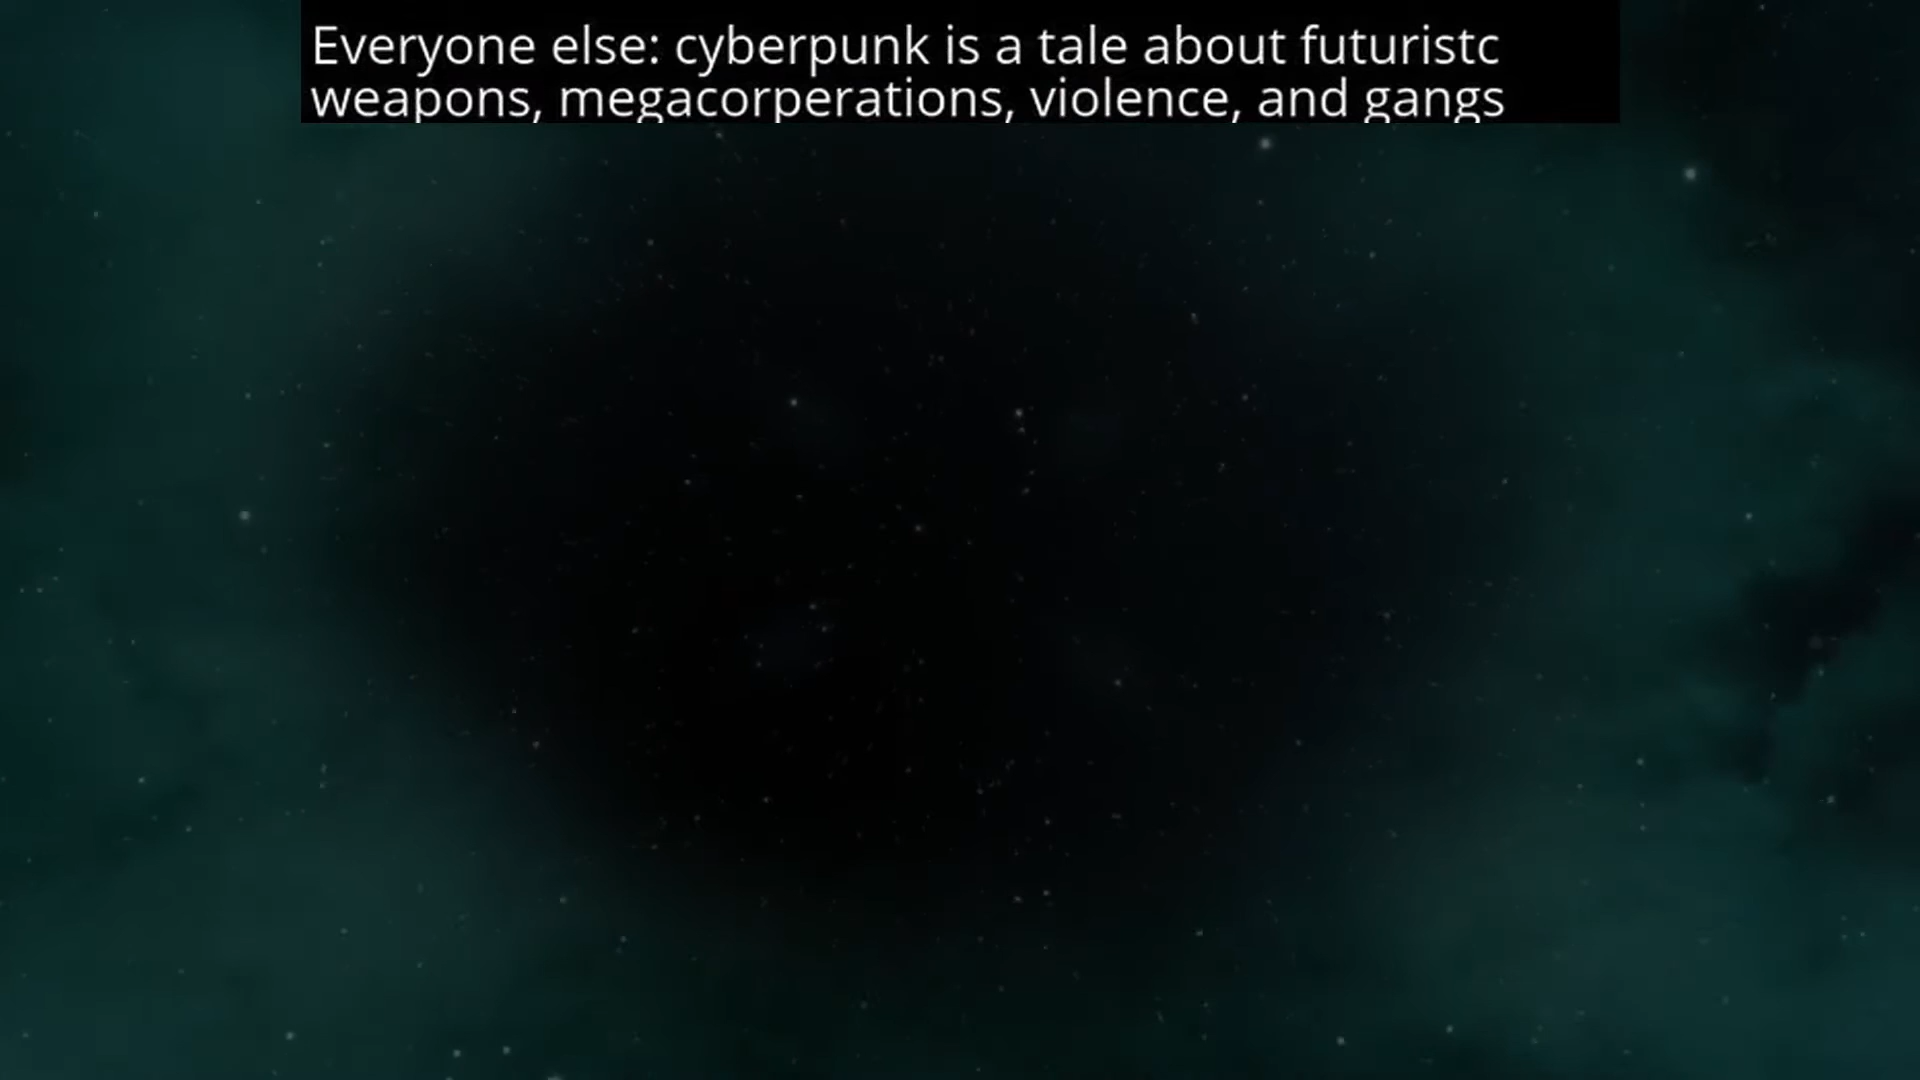 Everyone else: cyberpunk is a tale about futuristc
weapons, megacorperations, violence, and gangs